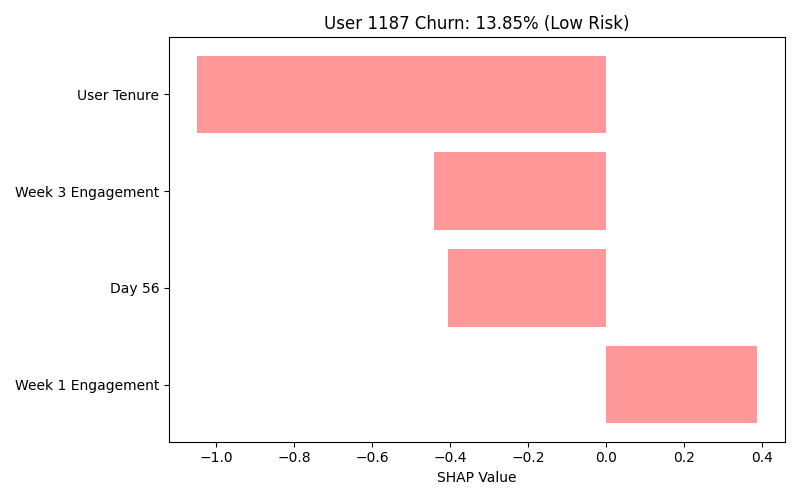 User 1187 Churn: 13.85% (Low Risk)
User Tenure
Week 3 Engagement
Day 56
Week 1 Engagement
−1.0 −0.8 −0.6 −0.4 −0.2 0.0 0.2 0.4
SHAP Value